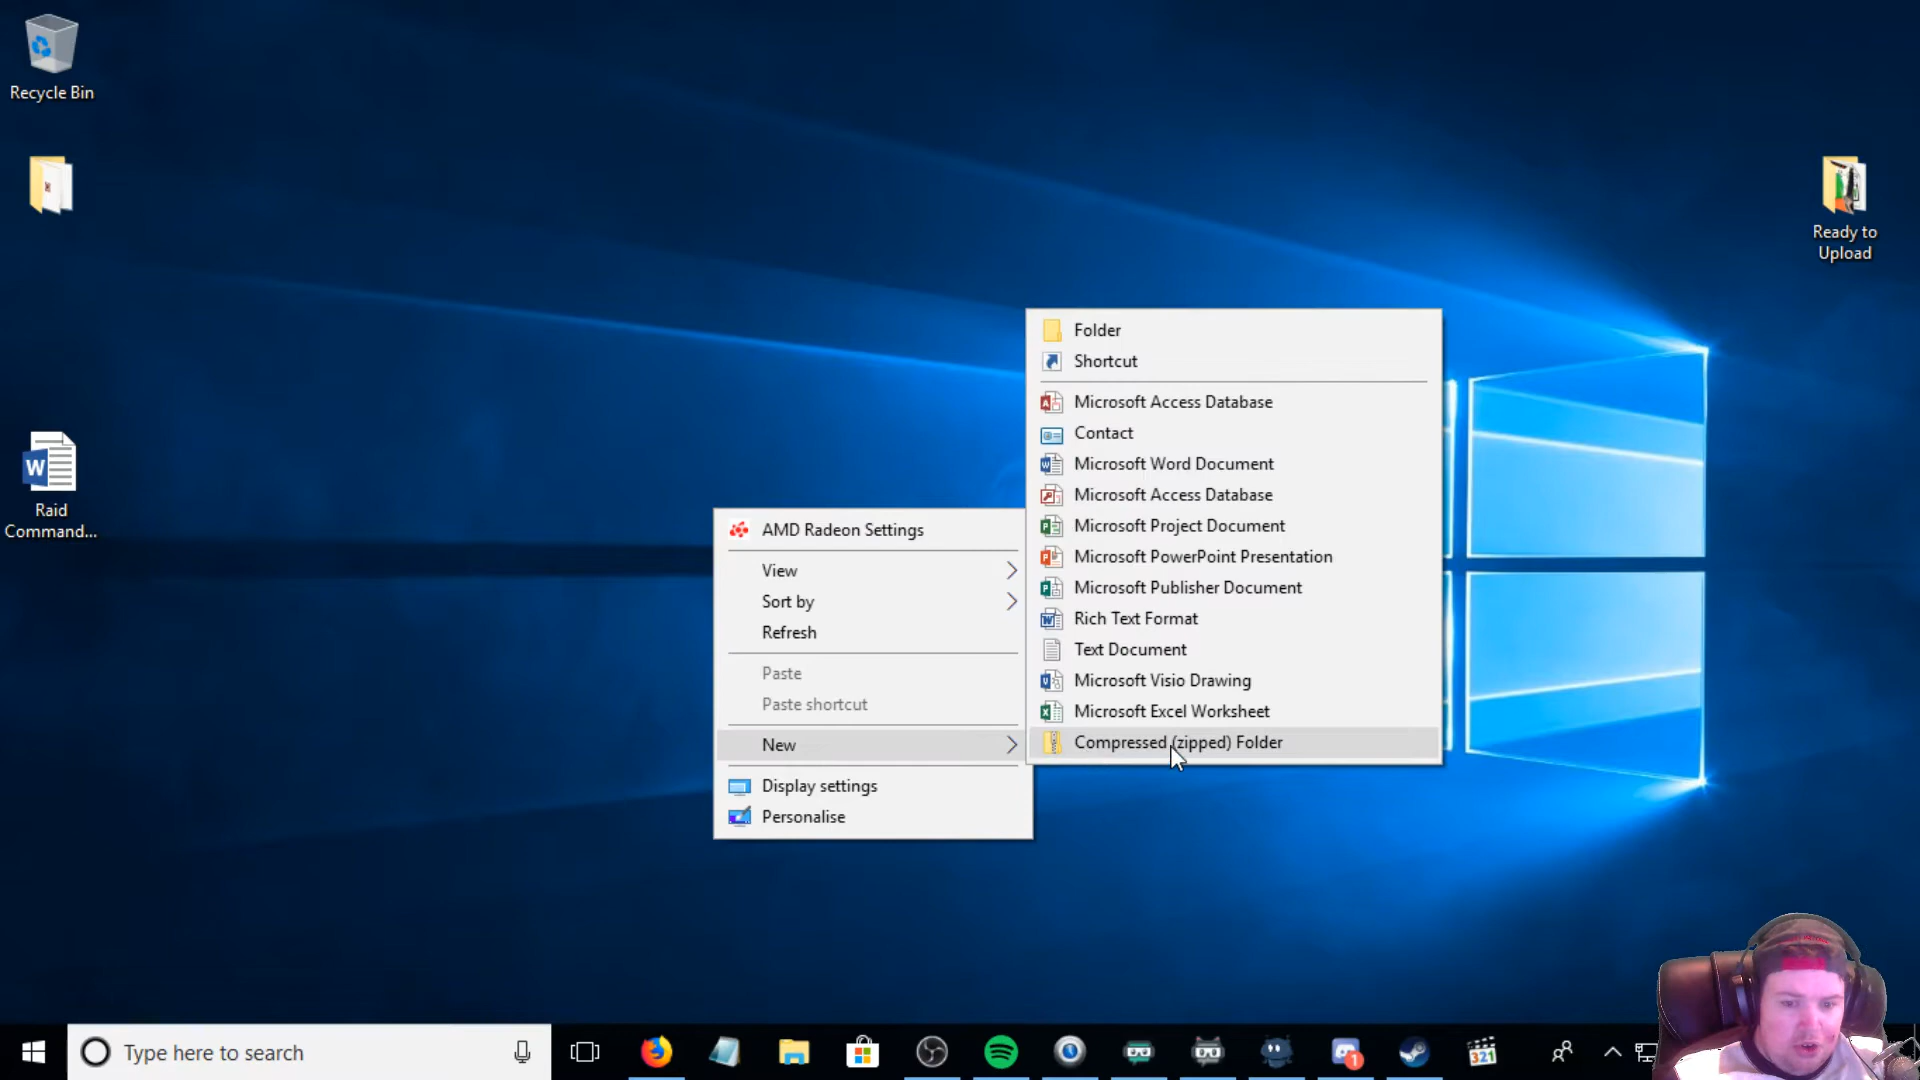 Recycle Bin
Ready to
Upload
Raid
Command...
AMD Radeon Settings
View
Sort by
Refresh
Paste
Paste shortcut
New
Display settings
Personalise
Folder
Shortcut
Microsoft Access Database
Contact
Microsoft Word Document
Microsoft Access Database
Microsoft Project Document
Microsoft PowerPoint Presentation
Microsoft Publisher Document
Rich Text Format
Text Document
Microsoft Visio Drawing
Microsoft Excel Worksheet
Compressed (zipped) Folder
Type here to search
1
321